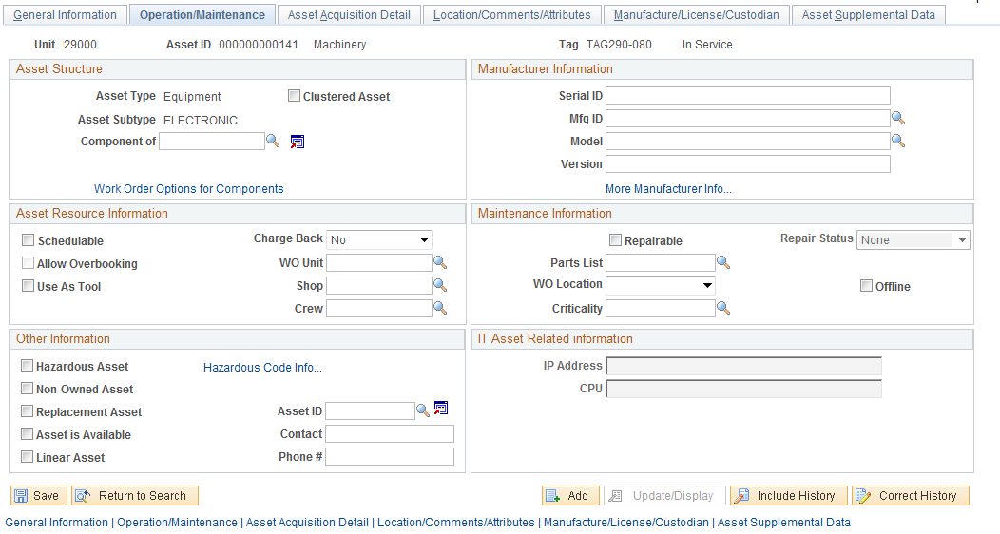 General Information Operation/Maintenance Asset Acquisition Detail Location/Comments/Attributes Manufacture/License/Custodian Asset Supplemental Data
Unit 29000 Asset ID 000000000141 Machinery Tag TAG290-080 In Service
Asset Structure
Asset Type Equipment Clustered Asset
Asset Subtype ELECTRONIC
Component of
Work Order Options for Components
Manufacturer Information
Serial ID
Mfg ID
Model
Version
More Manufacturer Info...
Asset Resource Information
Schedulable Charge Back No
Allow Overbooking WO Unit
Use As Tool Shop
Crew
Maintenance Information
Repairable Repair Status None
Parts List
WO Location Offline
Criticality
Other Information
Hazardous Asset Hazardous Code Info...
Non-Owned Asset
Replacement Asset Asset ID
Asset is Available Contact
Linear Asset Phone #
IT Asset Related information
IP Address
CPU
Save Return to Search Add Update/Display Include History Correct History
General Information | Operation/Maintenance | Asset Acquisition Detail | Location/Comments/Attributes | Manufacture/License/Custodian | Asset Supplemental Data